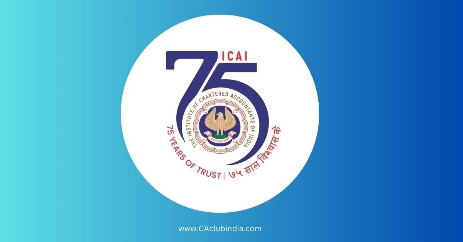 ICAI
75
THE INSTITUTE OF CHARTERED ACCOUNTANTS OF INDIA
75 YEARS OF TRUST | ७५ साल विश्वास के
www.CAclubindia.com